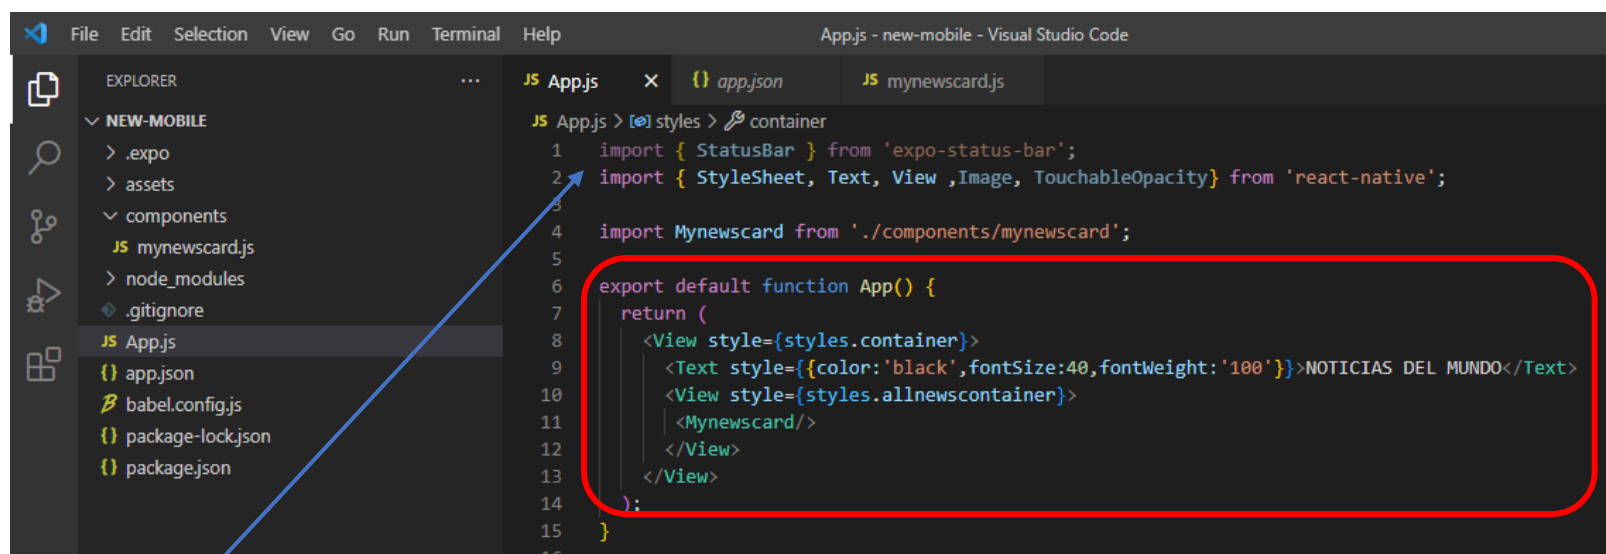 File Edit Selection View Go Run Terminal Help
App.js - new-mobile - Visual Studio Code
EXPLORER ...
NEW-MOBILE
.expo
assets
components
JS mynewscard.js
node_modules
.gitignore
JS App.js
{} app.json
babel.config.js
{} package-lock.json
{} package.json
JS App.js × {} app.json JS mynewscard.js
JS App.js > styles > container
1 import { StatusBar } from 'expo-status-bar';
2 import { StyleSheet, Text, View ,Image, TouchableOpacity} from 'react-native';
3
4 import Mynewscard from './components/mynewscard';
5
6 export default function App() {
7 return (
8 <View style={styles.container}>
9 <Text style={{color:'black',fontSize:40,fontWeight:'100'}}>NOTICIAS DEL MUNDO</Text>
10 <View style={styles.allnewscontainer}>
11 <Mynewscard/>
12 </View>
13 </View>
14 );
15 }